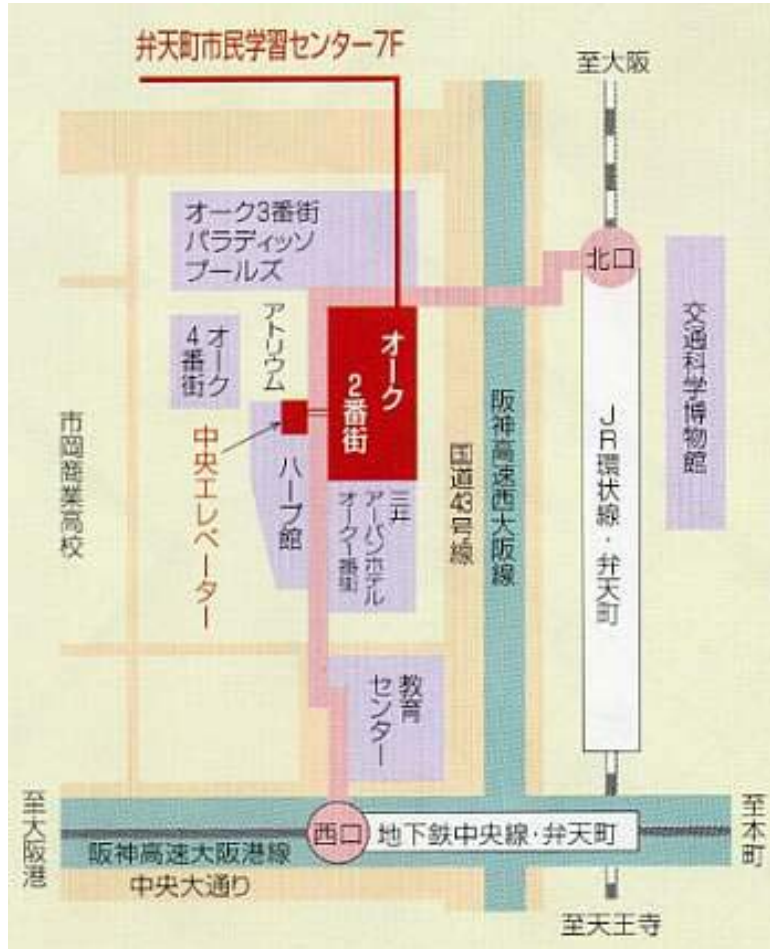 弁天町市民学習センター7F
至大阪
オーク3番街
パラディッソ
プールズ
北口
オーク
4番街
アトリウム
オーク
2番街
交通科学博物館
市岡商業高校
中央エレベーター
ハーブ館
三井
アーバンホテル
オーク1番街
国道43号線
阪神高速西大阪線
JR環状線・弁天町
教育
センター
至大阪港
西口
地下鉄中央線・弁天町
至本町
阪神高速大阪港線
中央大通り
至天王寺